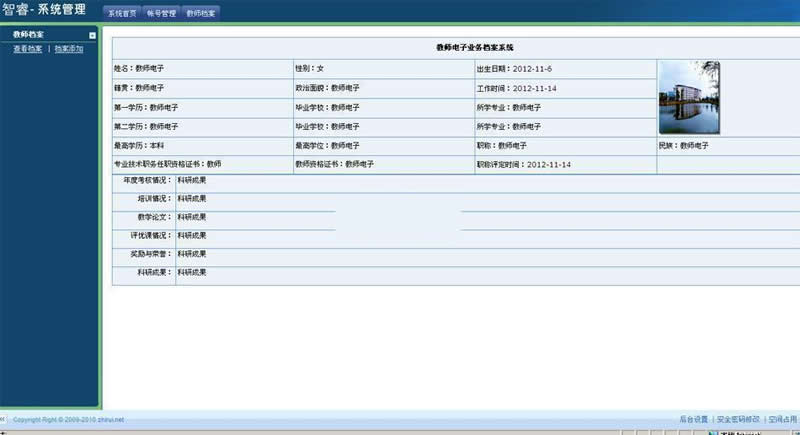 智睿- 系统管理
系统首页 帐号管理 教师档案
教师档案
查看档案 | 档案添加
教师电子业务档案系统
姓名：教师电子 性别：女 出生日期：2012-11-6
籍贯：教师电子 政治面貌：教师电子 工作时间：2012-11-14
第一学历：教师电子 毕业学校：教师电子 所学专业：教师电子
第二学历：教师电子 毕业学校：教师电子 所学专业：教师电子
最高学历：本科 最高学位：教师电子 职称：教师电子 民族：教师电子
专业技术职务任职资格证书：教师 教师资格证书：教师电子 职称评定时间：2012-11-14
年度考核情况： 科研成果
培训情况： 科研成果
教学论文： 科研成果
评优课情况： 科研成果
奖励与荣誉： 科研成果
科研成果： 科研成果
Copyright Right © 2009-2010 zhirui.net 后台设置 | 安全密码修改 | 空间占用